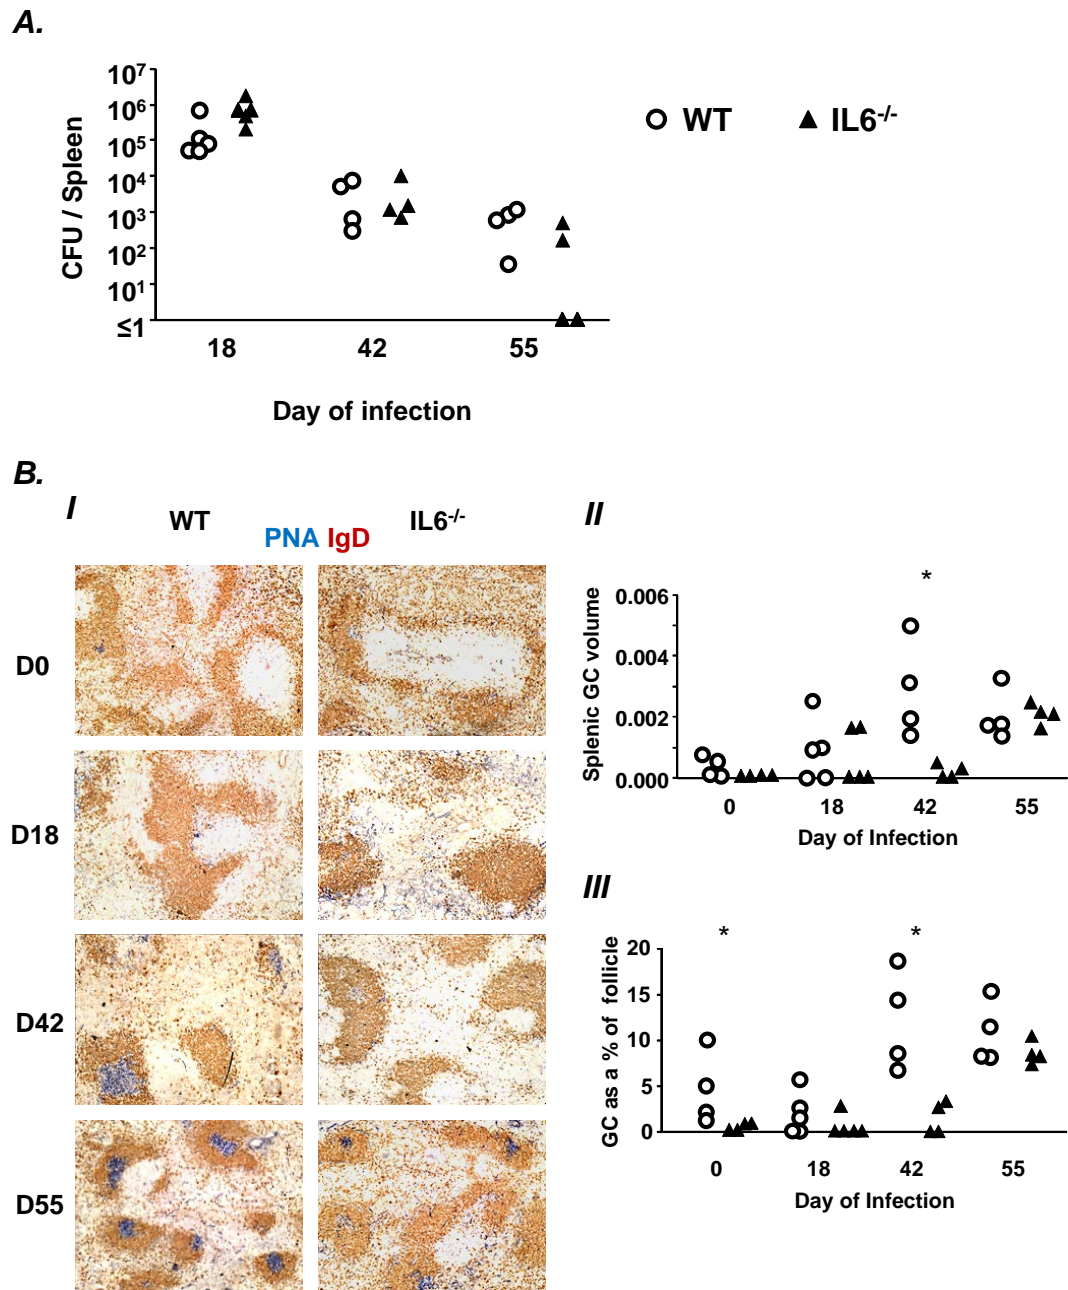 A.
CFU / Spleen
10⁷
10⁶
10⁵
10⁴
10³
10²
10¹
≤1
18 42 55
Day of infection
WT IL6-/-
B.
I
WT IL6-/-
PNA IgD
D0
D18
D42
D55
II
*
Splenic GC volume
0.006
0.004
0.002
0.000
0 18 42 55
Day of Infection
III
* *
GC as a % of follicle
20
15
10
5
0
0 18 42 55
Day of Infection